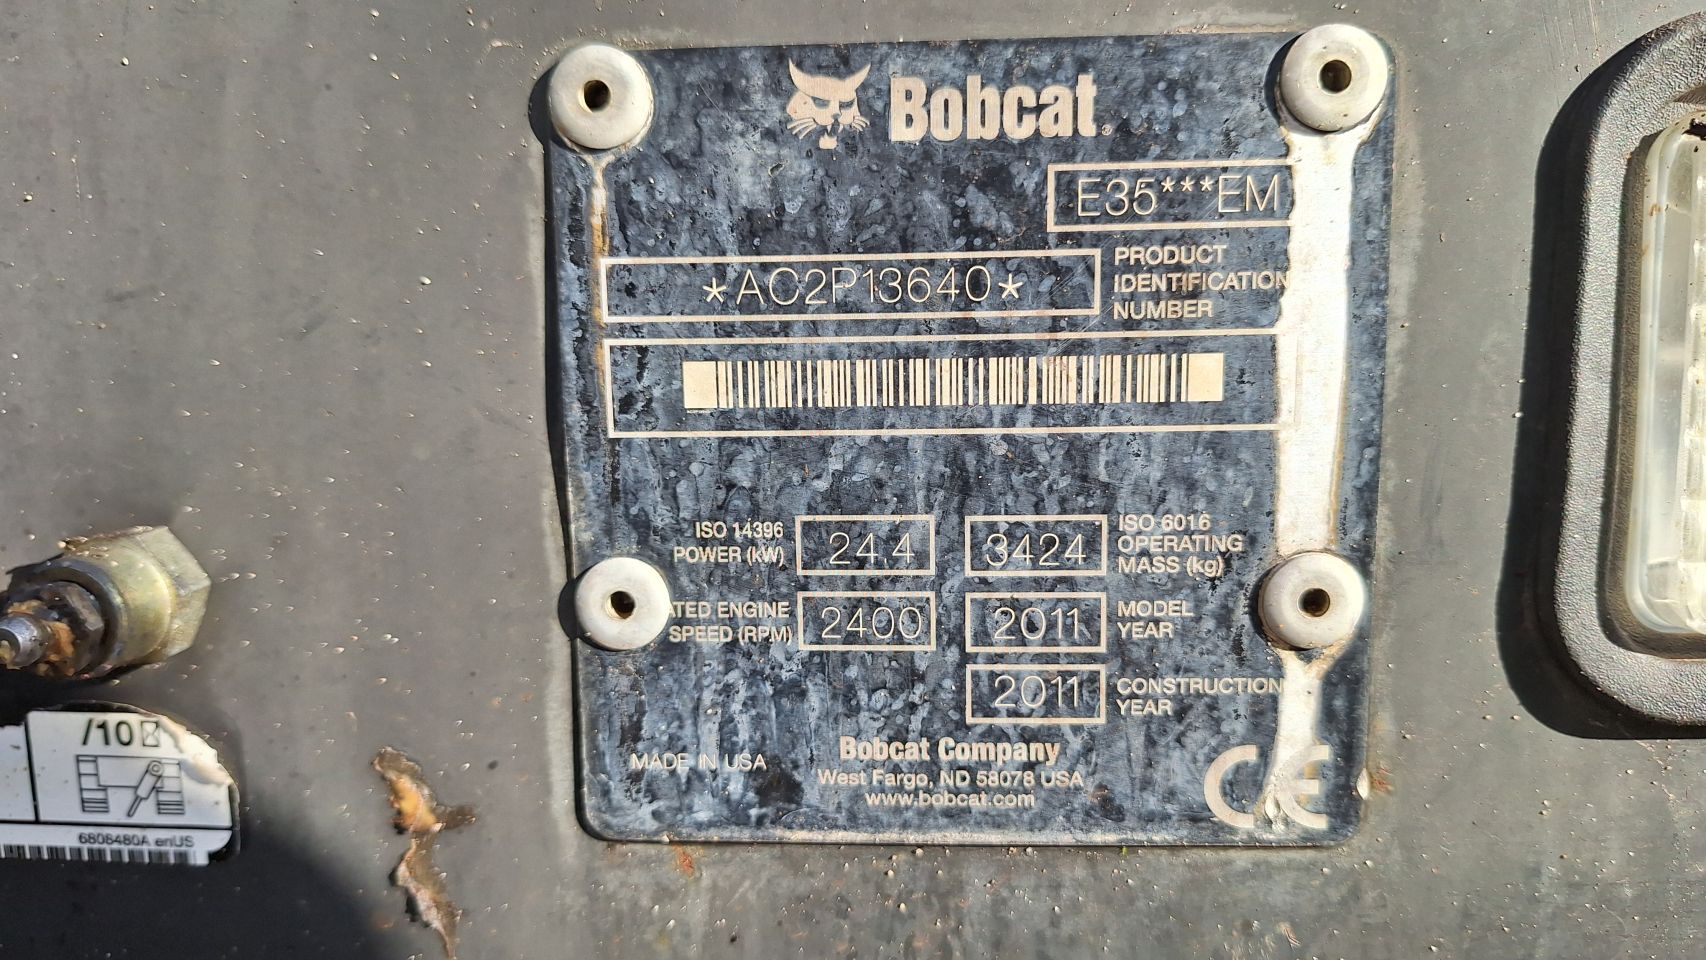 Bobcat
E35***EM
*AC2P13640*
PRODUCT
IDENTIFICATION
NUMBER
ISO 14396
POWER (kW)
24.4
3424
ISO 6016
OPERATING
MASS (kg)
ATED ENGINE
SPEED (RPM)
2400
2011
MODEL
YEAR
2011
CONSTRUCTION
YEAR
MADE IN USA
Bobcat Company
West Fargo, ND 58078 USA
www.bobcat.com
CE
/10
6808480A enUS